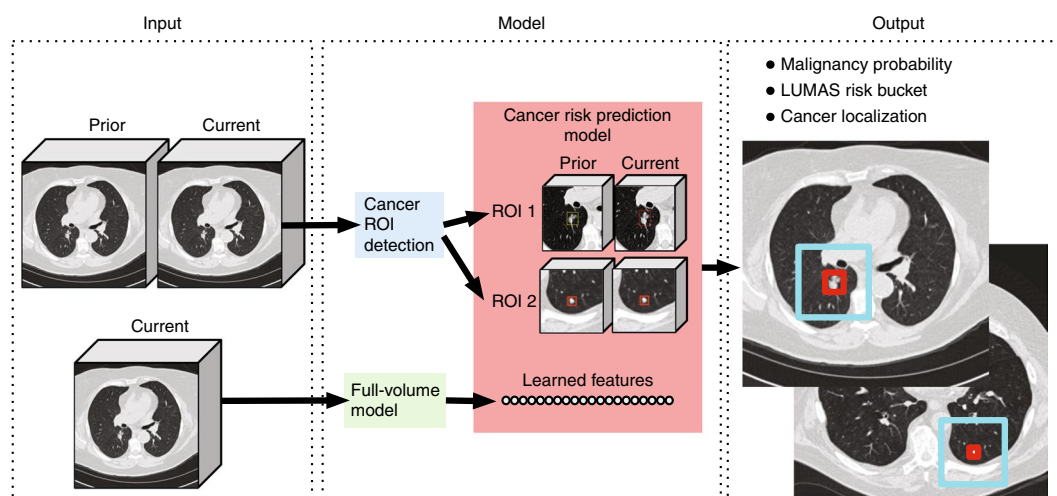 Input
Model
Output
Prior
Current
Current
Cancer
ROI
detection
Full-volume
model
Cancer risk prediction
model
Prior
Current
ROI 1
ROI 2
Learned features
● Malignancy probability
● LUMAS risk bucket
● Cancer localization